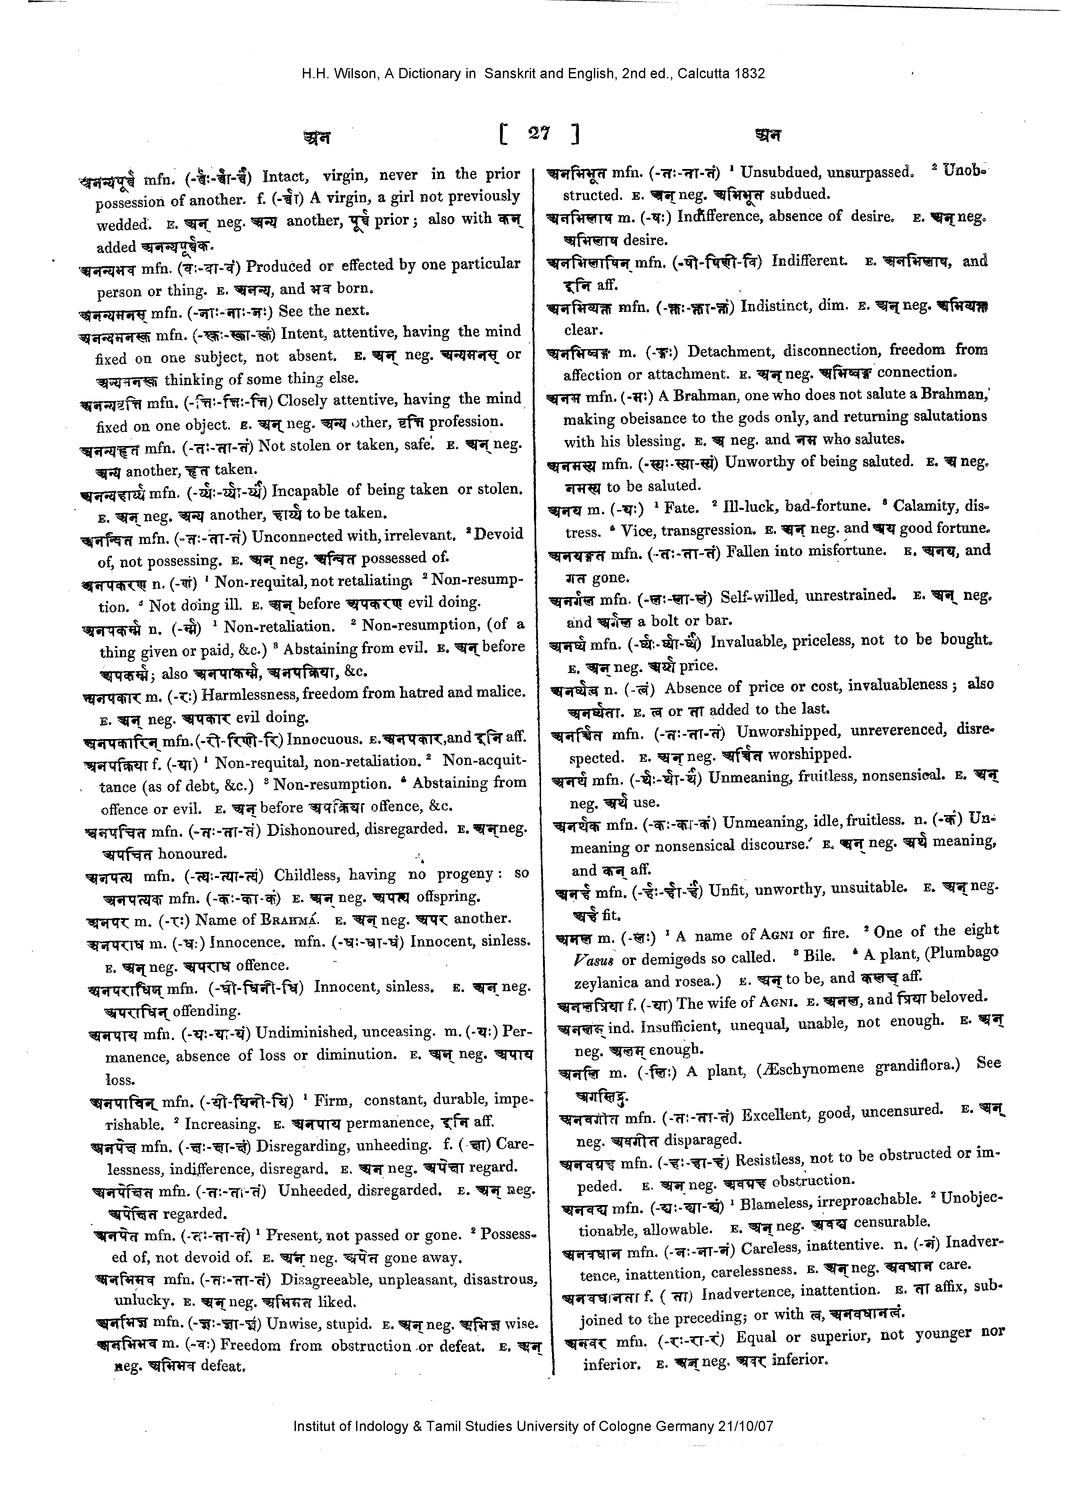 H.H. Wilson, A Dictionary in Sanskrit and English, 2nd ed., Calcutta 1832
अन [ 27 ] अन
अनन्यपूर्व्व mfn. (-र्व्वः-र्व्वा-र्व्वं) Intact, virgin, never in the prior
possession of another. f. (-र्व्वा) A virgin, a girl not previously
wedded. E. अन् neg. अन्य another, पूर्व्व prior; also with कन्
added अनन्यपूर्व्वक.
अनन्यभव mfn. (वः-वा-वं) Produced or effected by one particular
person or thing. E. अनन्य, and भव born.
अनन्यमनस् mfn. (-नाः-नाः-नः) See the next.
अनन्यमनस्क mfn. (-स्कः-स्का-स्कं) Intent, attentive, having the mind
fixed on one subject, not absent. E. अन् neg. अन्यमनस् or
अन्यमनस्क thinking of some thing else.
अनन्यवृत्ति mfn. (-त्तिः-त्तिः-त्ति) Closely attentive, having the mind
fixed on one object. E. अन् neg. अन्य other, वृत्ति profession.
अनन्यहृत mfn. (-तः-ता-तं) Not stolen or taken, safe. E. अन् neg.
अन्य another, हृत taken.
अनन्यहार्य्य mfn. (-र्य्यः-र्य्या-र्य्यं) Incapable of being taken or stolen.
E. अन् neg. अन्य another, हार्य्य to be taken.
अनन्वित mfn. (-तः-ता-तं) Unconnected with, irrelevant. ² Devoid
of, not possessing. E. अन् neg. अन्वित possessed of.
अनपकरण n. (-णं) ¹ Non-requital, not retaliating. ² Non-resump-
tion. ³ Not doing ill. E. अन् before अपकरण evil doing.
अनपकर्म्म n. (-र्म्म) ¹ Non-retaliation. ² Non-resumption, (of a
thing given or paid, &c.) ³ Abstaining from evil. E. अन् before
अपकर्म्म; also अनपाकर्म्म, अनपक्रिया, &c.
अनपकार m. (-रः) Harmlessness, freedom from hatred and malice.
E. अन् neg. अपकार evil doing.
अनपकारिन् mfn. (-री-रिणी-रि) Innocuous. E. अनपकार, and इनि aff.
अनपक्रिया f. (-या) ¹ Non-requital, non-retaliation. ² Non-acquit-
tance (as of debt, &c.) ³ Non-resumption. ⁴ Abstaining from
offence or evil. E. अन् before अपक्रिया offence, &c.
अनपचित mfn. (-तः-ता-तं) Dishonoured, disregarded. E. अन् neg.
अपचित honoured.
अनपत्य mfn. (-त्यः-त्या-त्यं) Childless, having no progeny: so
अनपत्यक mfn. (-कः-का-कं) E. अन् neg. अपत्य offspring.
अनपर m. (-रः) Name of BRAHMÁ. E. अन् neg. अपर another.
अनपराध m. (-धः) Innocence. mfn. (-धः-धा-धं) Innocent, sinless.
E. अन् neg. अपराध offence.
अनपराधिन् mfn. (-धी-धिनी-धि) Innocent, sinless. E. अन् neg.
अपराधिन् offending.
अनपाय mfn. (-यः-या-यं) Undiminished, unceasing. m. (-यः) Per-
manence, absence of loss or diminution. E. अन् neg. अपाय
loss.
अनपायिन् mfn. (-यी-यिनी-यि) ¹ Firm, constant, durable, impe-
rishable. ² Increasing. E. अनपाय permanence, इनि aff.
अनपेक्ष mfn. (-क्षः-क्षा-क्षं) Disregarding, unheeding. f. (-क्षा) Care-
lessness, indifference, disregard. E. अन् neg. अपेक्षा regard.
अनपेक्षित mfn. (-तः-ता-तं) Unheeded, disregarded. E. अन् neg.
अपेक्षित regarded.
अनपेत mfn. (-तः-ता-तं) ¹ Present, not passed or gone. ² Possess-
ed of, not devoid of. E. अन् neg. अपेत gone away.
अनभिमत mfn. (-तः-ता-तं) Disagreeable, unpleasant, disastrous,
unlucky. E. अन् neg. अभिमत liked.
अनभिज्ञ mfn. (-ज्ञः-ज्ञा-ज्ञं) Unwise, stupid. E. अन् neg. अभिज्ञ wise.
अनभिभव m. (-वः) Freedom from obstruction or defeat. E. अन्
neg. अभिभव defeat.
अनभिभूत mfn. (-तः-ता-तं) ¹ Unsubdued, unsurpassed. ² Unob-
structed. E. अन् neg. अभिभूत subdued.
अनभिलाष m. (-षः) Indifference, absence of desire. E. अन् neg.
अभिलाष desire.
अनभिलाषिन् mfn. (-षी-षिणी-षि) Indifferent. E. अनभिलाष, and
इनि aff.
अनभिव्यक्त mfn. (-क्तः-क्ता-क्तं) Indistinct, dim. E. अन् neg. अभिव्यक्त
clear.
अनभिष्वङ्ग m. (-ङ्गः) Detachment, disconnection, freedom from
affection or attachment. E. अन् neg. अभिष्वङ्ग connection.
अनम mfn. (-मः) A Brahman, one who does not salute a Brahman,
making obeisance to the gods only, and returning salutations
with his blessing. E. अ neg. and नम who salutes.
अनमस्य mfn. (-स्यः-स्या-स्यं) Unworthy of being saluted. E. अ neg.
नमस्य to be saluted.
अनय m. (-यः) ¹ Fate. ² Ill-luck, bad-fortune. ³ Calamity, dis-
tress. ⁴ Vice, transgression. E. अन् neg. and अय good fortune.
अनयङ्गत mfn. (-तः-ता-तं) Fallen into misfortune. E. अनय, and
गत gone.
अनर्गल mfn. (-लः-ला-लं) Self-willed, unrestrained. E. अन् neg.
and अर्गल a bolt or bar.
अनर्घ्य mfn. (-र्घ्यः-र्घ्या-र्घ्यं) Invaluable, priceless, not to be bought.
E. अन् neg. अर्घ्य price.
अनर्घ्यत्व n. (-त्वं) Absence of price or cost, invaluableness; also
अनर्घ्यता. E. त्व or ता added to the last.
अनर्चित mfn. (-तः-ता-तं) Unworshipped, unreverenced, disre-
spected. E. अन् neg. अर्चित worshipped.
अनर्थ mfn. (-र्थः-र्था-र्थं) Unmeaning, fruitless, nonsensical. E. अन्
neg. अर्थ use.
अनर्थक mfn. (-कः-का-कं) Unmeaning, idle, fruitless. n. (-कं) Un-
meaning or nonsensical discourse. E. अन् neg. अर्थ meaning,
and कन् aff.
अनर्ह mfn. (-र्हः-र्हा-र्हं) Unfit, unworthy, unsuitable. E. अन् neg.
अर्ह fit.
अनल m. (-लः) ¹ A name of AGNI or fire. ² One of the eight
Vasus or demigods so called. ³ Bile. ⁴ A plant, (Plumbago
zeylanica and rosea.) E. अन् to be, and कलच् aff.
अनलप्रिया f. (-या) The wife of AGNI. E. अनल, and प्रिया beloved.
अनलम् ind. Insufficient, unequal, unable, not enough. E. अन्
neg. अलम् enough.
अनलि m. (-लिः) A plant, (Æschynomene grandiflora.) See
अगस्तिद्रु.
अनवगीत mfn. (-तः-ता-तं) Excellent, good, uncensured. E. अन्
neg. अवगीत disparaged.
अनवग्रह mfn. (-हः-हा-हं) Resistless, not to be obstructed or im-
peded. E. अन् neg. अवग्रह obstruction.
अनवद्य mfn. (-द्यः-द्या-द्यं) ¹ Blameless, irreproachable. ² Unobjec-
tionable, allowable. E. अन् neg. अवद्य censurable.
अनवधान mfn. (-नः-ना-नं) Careless, inattentive. n. (-नं) Inadver-
tence, inattention, carelessness. E. अन् neg. अवधान care.
अनवधानता f. (ता) Inadvertence, inattention. E. ता affix, sub-
joined to the preceding; or with त्व, अनवधानत्वं.
अनवर mfn. (-रः-रा-रं) Equal or superior, not younger nor
inferior. E. अन् neg. अवर inferior.
Institut of Indology & Tamil Studies University of Cologne Germany 21/10/07